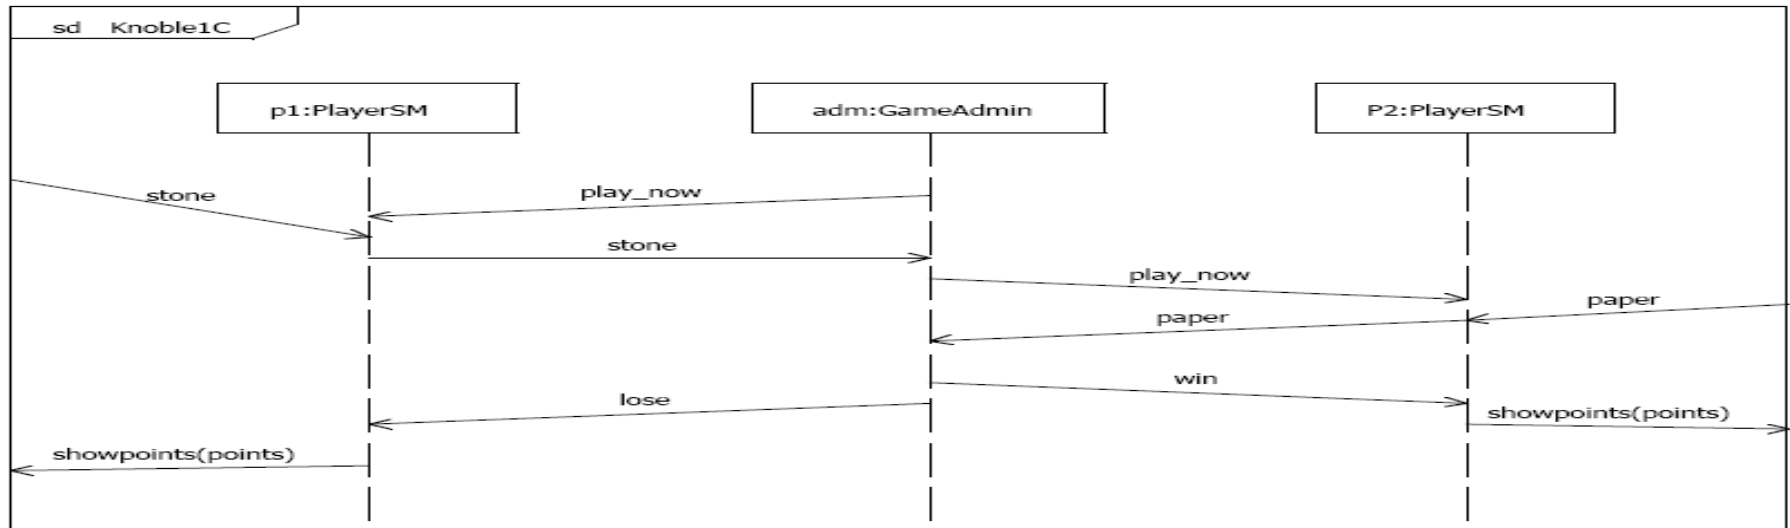 sd Knoble1C
p1:PlayerSM
adm:GameAdmin
P2:PlayerSM
stone
play_now
stone
play_now
paper
paper
win
lose
showpoints(points)
showpoints(points)